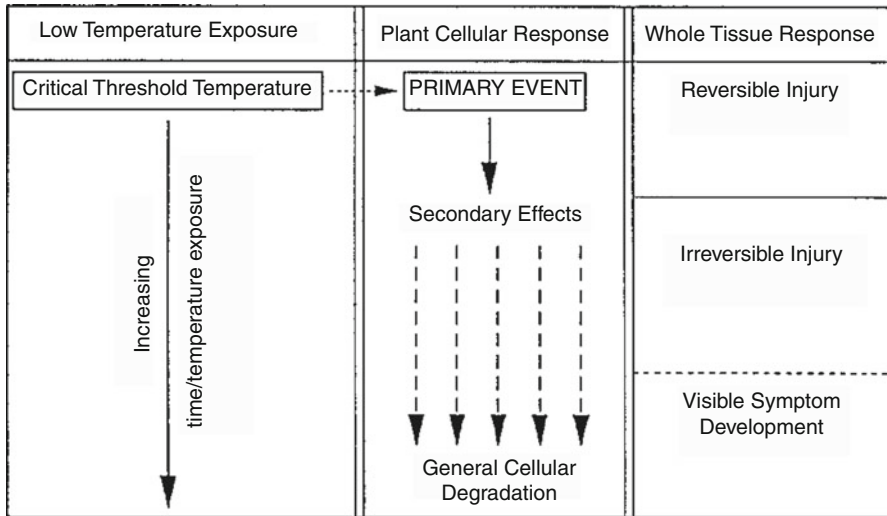 Low Temperature Exposure
Plant Cellular Response
Whole Tissue Response
Critical Threshold Temperature
PRIMARY EVENT
Reversible Injury
Increasing
time/temperature exposure
Secondary Effects
Irreversible Injury
Visible Symptom
Development
General Cellular
Degradation